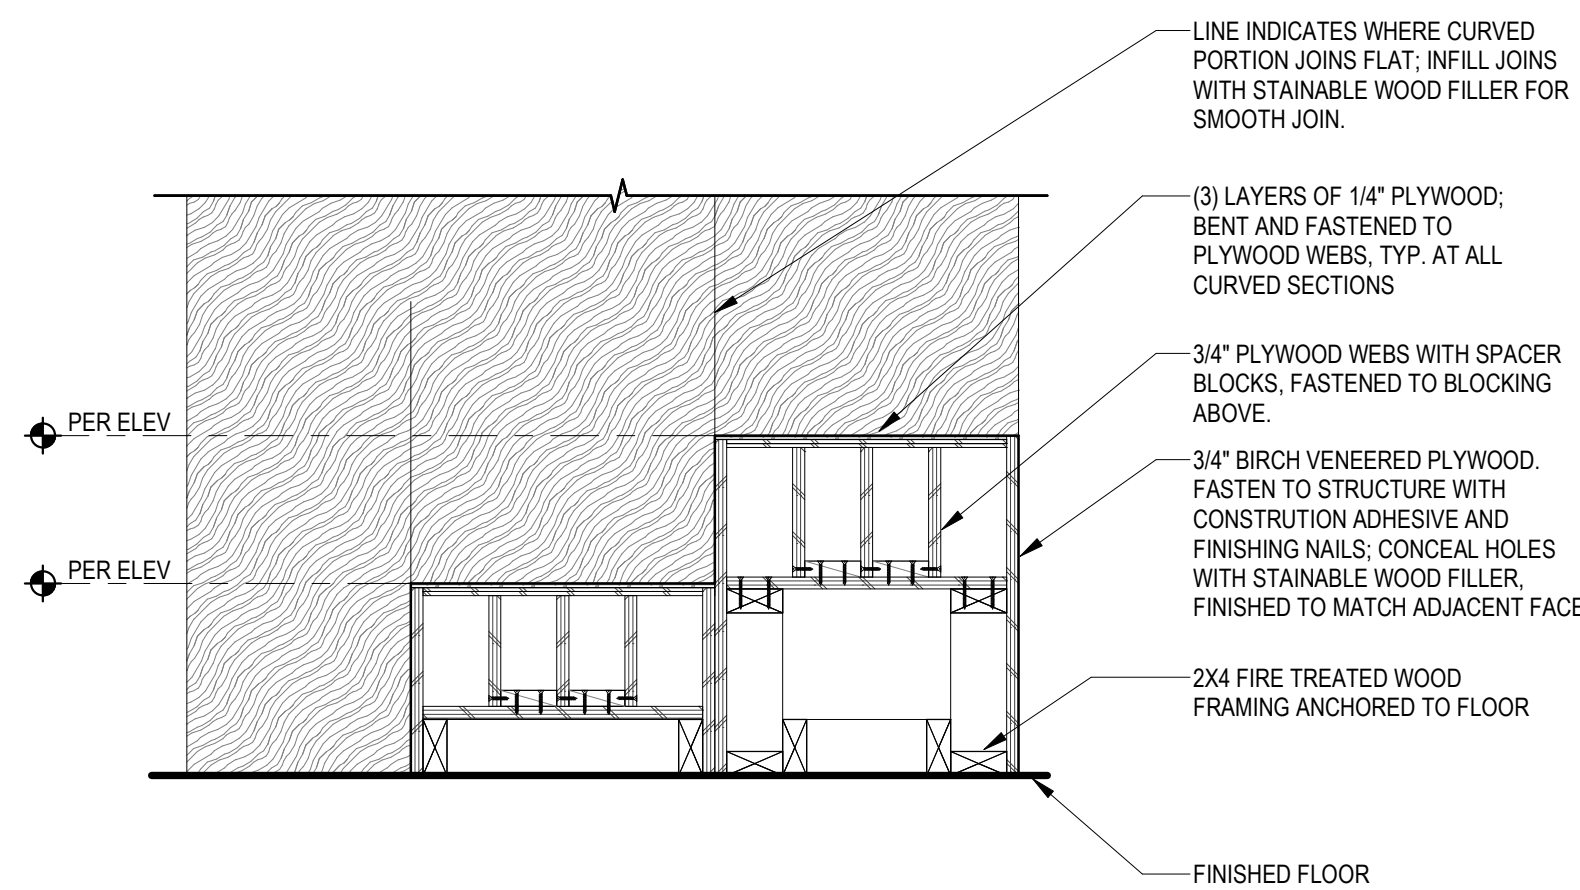 LINE INDICATES WHERE CURVED
PORTION JOINS FLAT; INFILL JOINS
WITH STAINABLE WOOD FILLER FOR
SMOOTH JOIN.
(3) LAYERS OF 1/4" PLYWOOD;
BENT AND FASTENED TO
PLYWOOD WEBS, TYP. AT ALL
CURVED SECTIONS
3/4" PLYWOOD WEBS WITH SPACER
BLOCKS, FASTENED TO BLOCKING
ABOVE.
PER ELEV
3/4" BIRCH VENEERED PLYWOOD.
FASTEN TO STRUCTURE WITH
CONSTRUTION ADHESIVE AND
FINISHING NAILS; CONCEAL HOLES
WITH STAINABLE WOOD FILLER,
FINISHED TO MATCH ADJACENT FACE
PER ELEV
2X4 FIRE TREATED WOOD
FRAMING ANCHORED TO FLOOR
FINISHED FLOOR